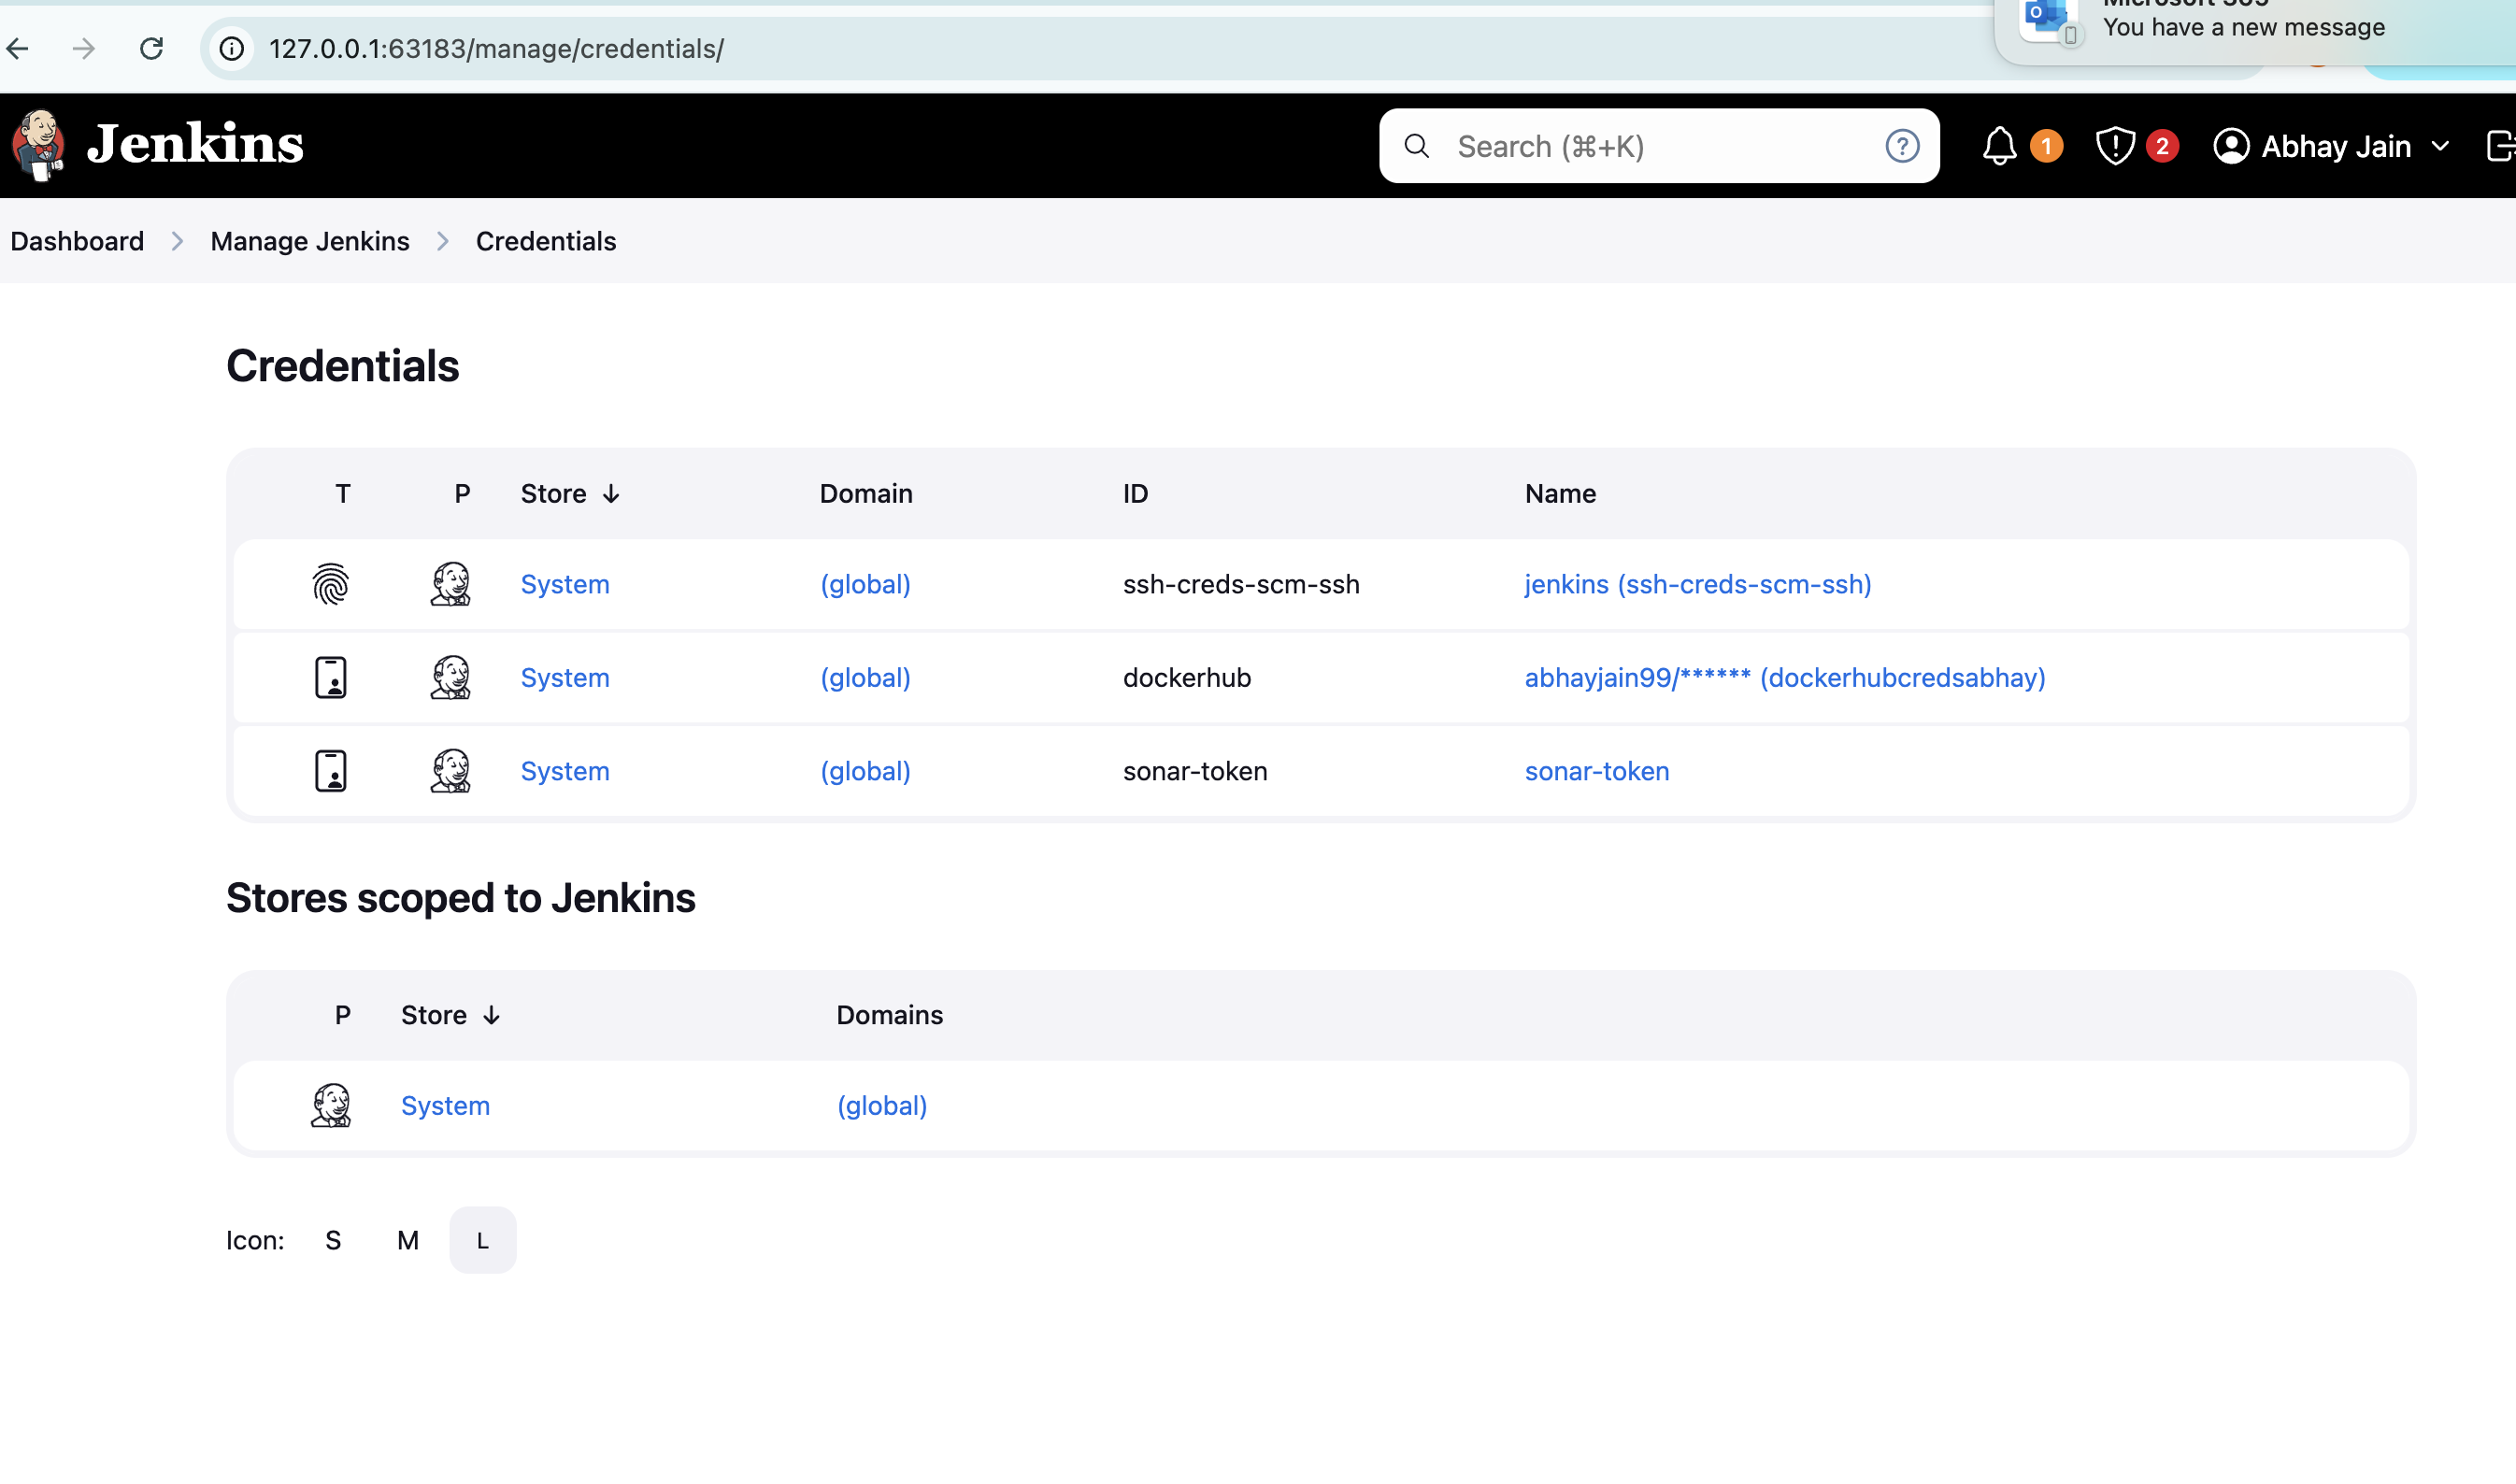 Microsoft 365
You have a new message
127.0.0.1:63183/manage/credentials/
Jenkins
Search (⌘+K)
?
1
2
Abhay Jain
Dashboard > Manage Jenkins > Credentials
Credentials
T P Store ↓ Domain ID Name
System (global) ssh-creds-scm-ssh jenkins (ssh-creds-scm-ssh)
System (global) dockerhub abhayjain99/****** (dockerhubcredsabhay)
System (global) sonar-token sonar-token
Stores scoped to Jenkins
P Store ↓ Domains
System (global)
Icon: S M L